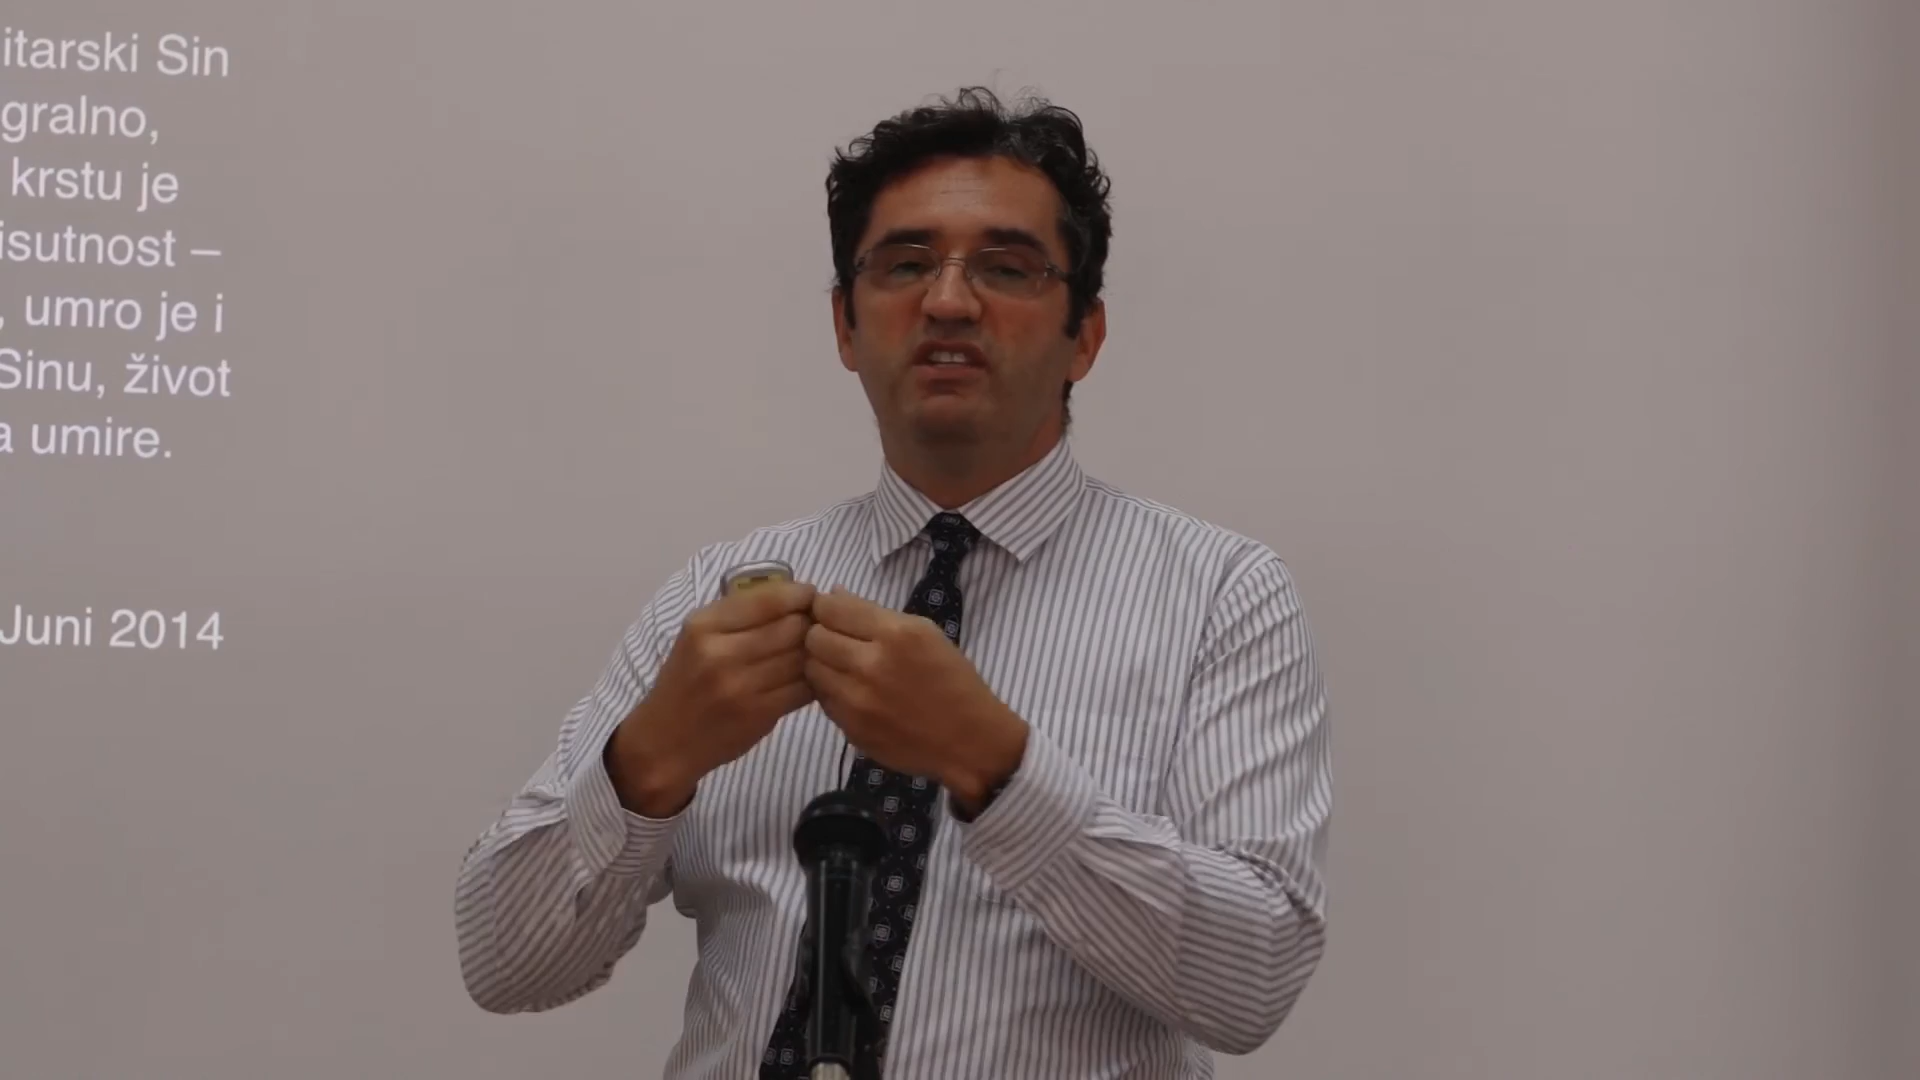 itarski Sin
gralno,
krstu je
isutnost –
, umro je i
Sinu, život
a umire.
Juni 2014